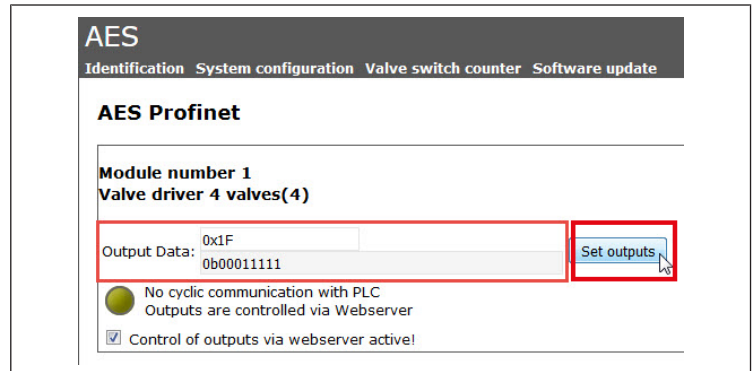 AES
Identification System configuration Valve switch counter Software update
AES Profinet
Module number 1
Valve driver 4 valves(4)
Output Data:
0x1F
0b00011111
Set outputs
No cyclic communication with PLC
Outputs are controlled via Webserver
Control of outputs via webserver active!